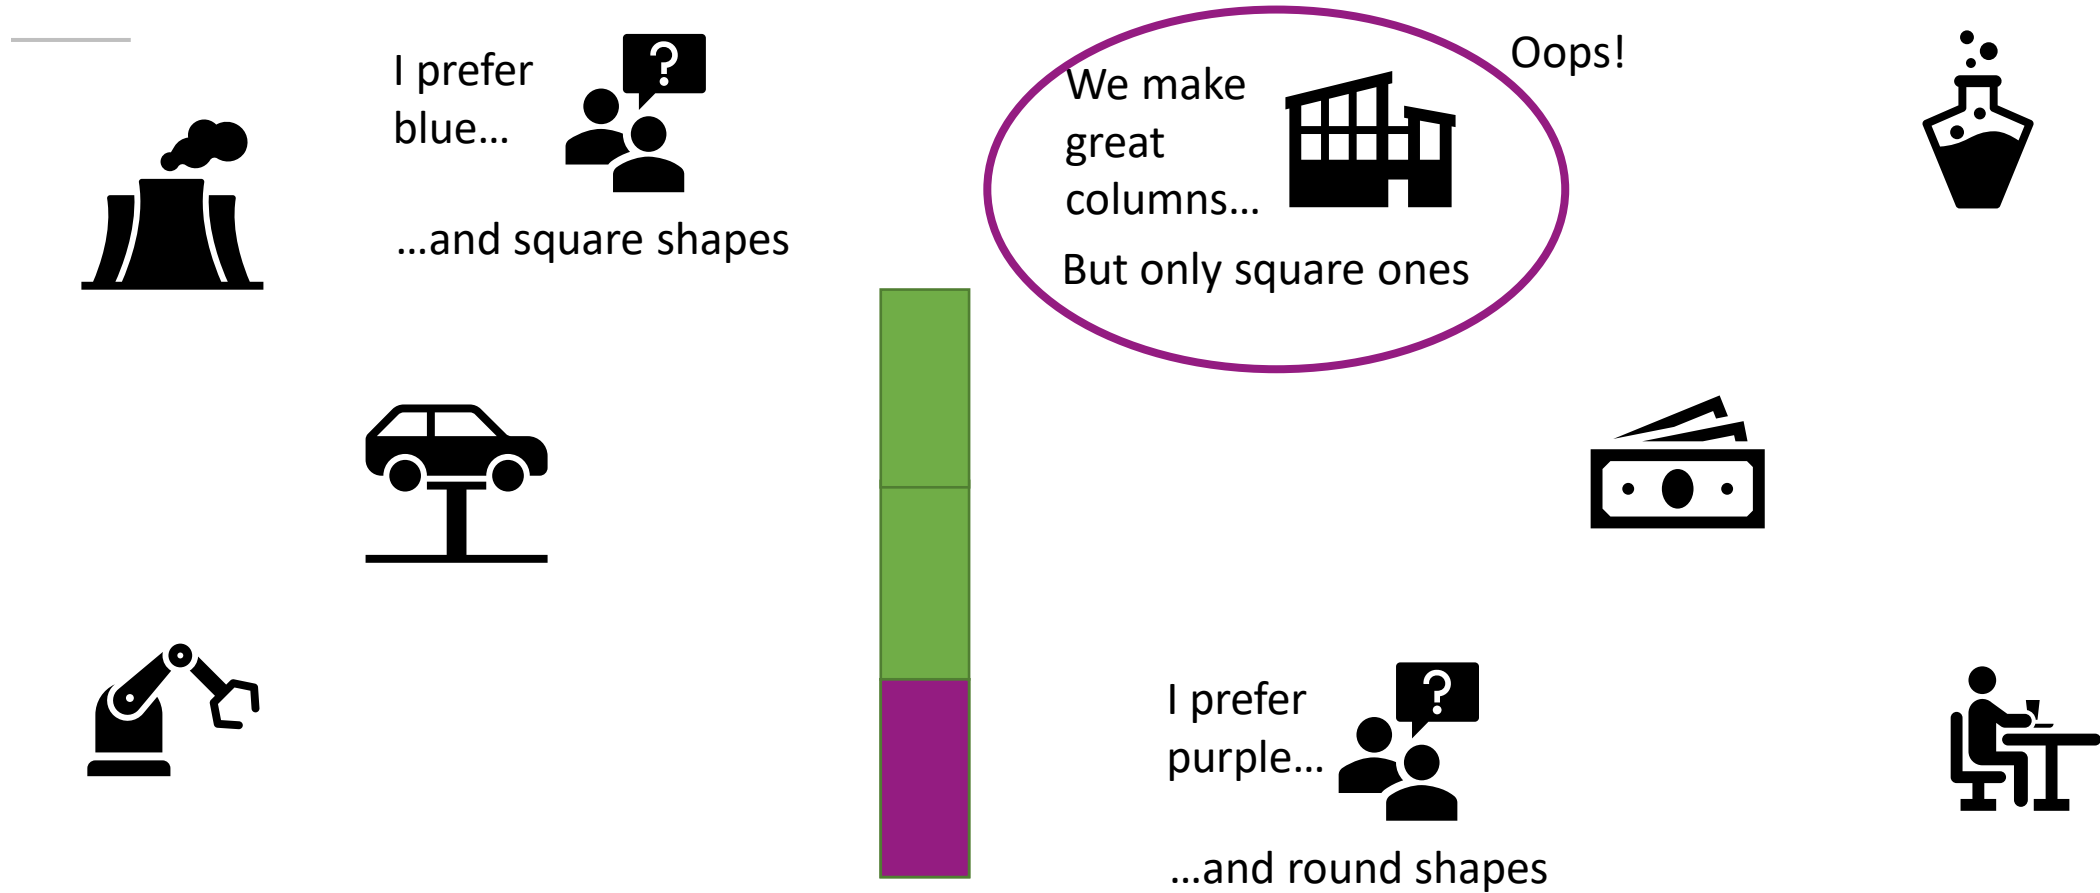 I prefer
blue...
...and square shapes
We make
great
columns...
But only square ones
Oops!
I prefer
purple...
...and round shapes